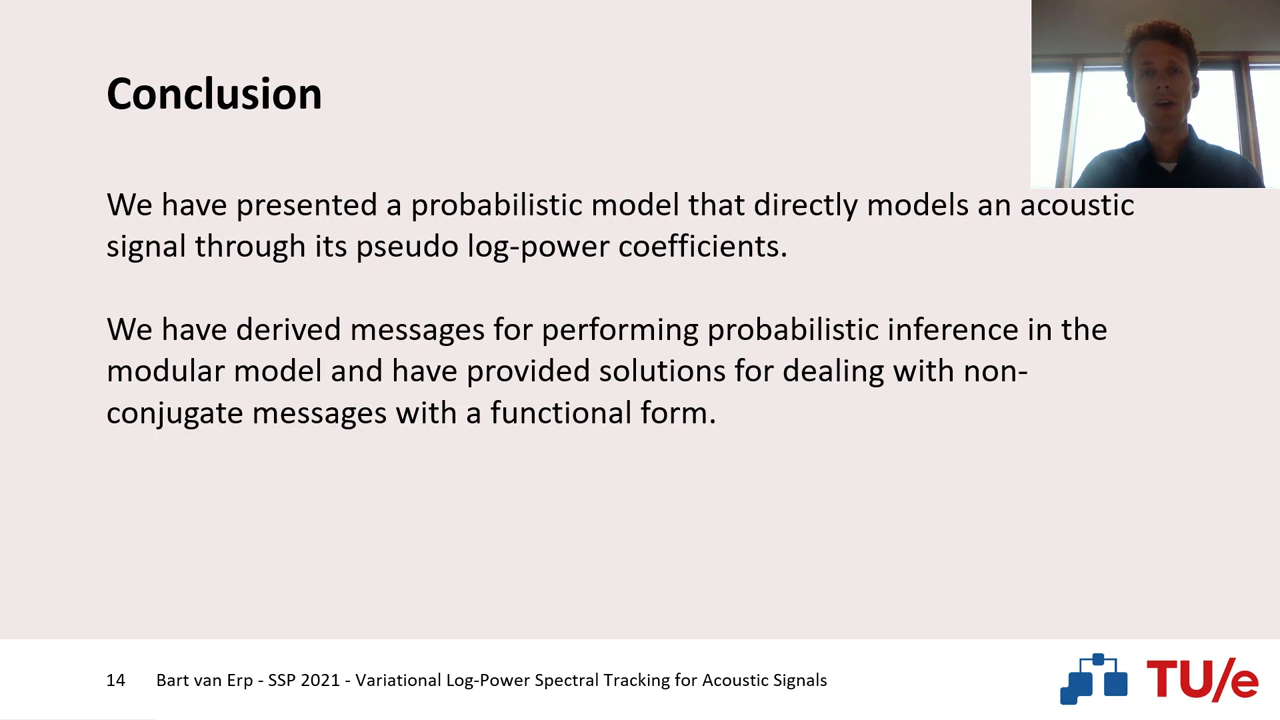 Conclusion
We have presented a probabilistic model that directly models an acoustic
signal through its pseudo log-power coefficients.
We have derived messages for performing probabilistic inference in the
modular model and have provided solutions for dealing with non-
conjugate messages with a functional form.
14 Bart van Erp - SSP 2021 - Variational Log-Power Spectral Tracking for Acoustic Signals
TU/e